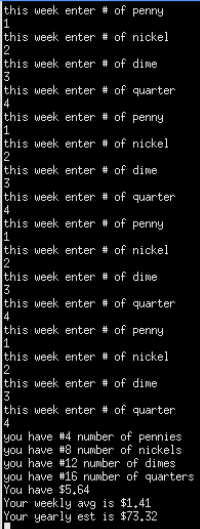 this week enter # of penny
1
this week enter # of nickel
2
this week enter # of dime
3
this week enter # of quarter
4
this week enter # of penny
1
this week enter # of nickel
2
this week enter # of dime
3
this week enter # of quarter
4
this week enter # of penny
1
this week enter # of nickel
2
this week enter # of dime
3
this week enter # of quarter
4
this week enter # of penny
1
this week enter # of nickel
2
this week enter # of dime
3
this week enter # of quarter
4
you have #4 number of pennies
you have #8 number of nickels
you have #12 number of dimes
you have #16 number of quarters
You have $5.64
Your weekly avg is $1.41
Your yearly est is $73.32